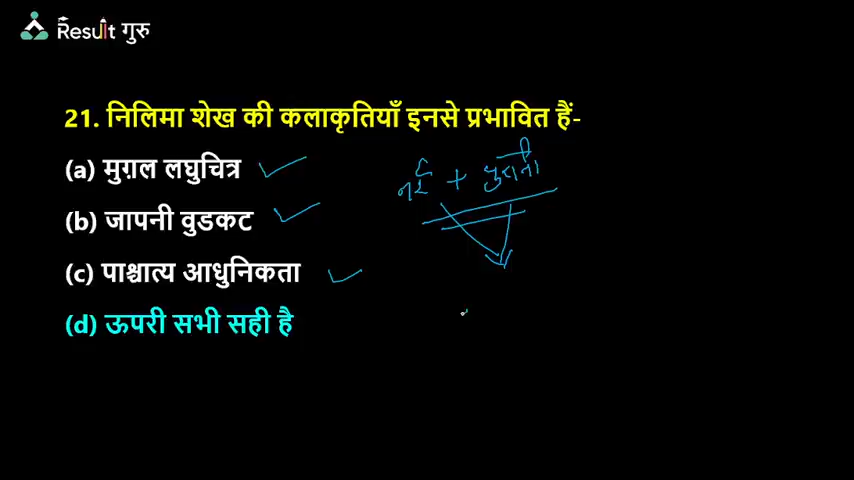 Result गुरु
21. निलिमा शेख की कलाकृतियाँ इनसे प्रभावित हैं-
(a) मुग़ल लघुचित्र
नई + पुरानी
(b) जापनी वुडकट
(c) पाश्चात्य आधुनिकता
(d) ऊपरी सभी सही है